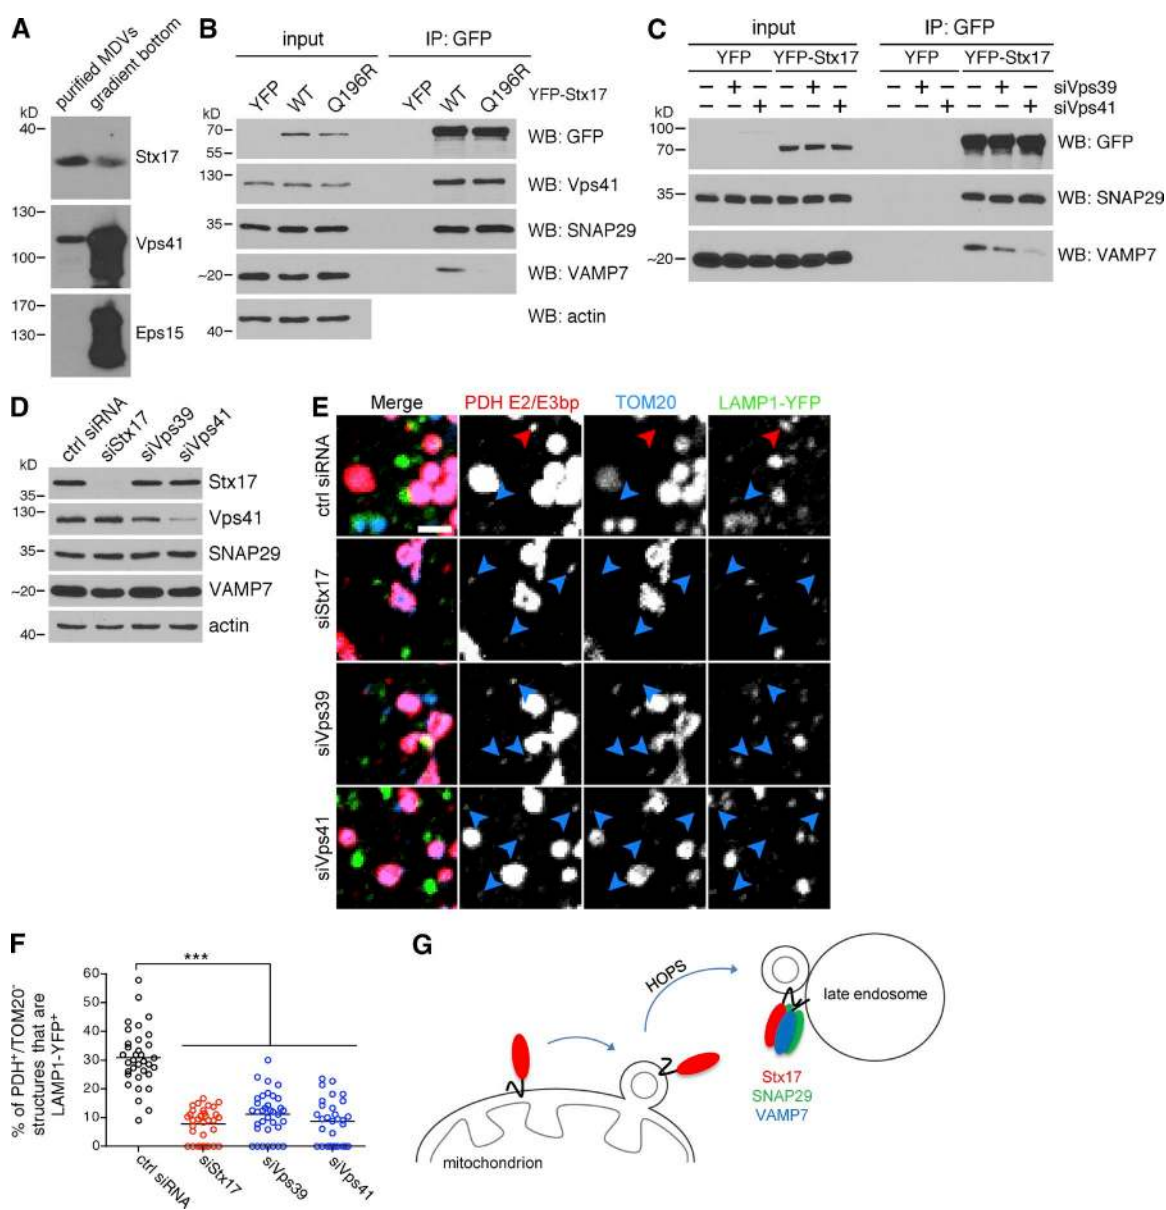 A
purified MDVs
gradient bottom
kD
40
Stx17
130
Vps41
100
170
Eps15
130
B
input
IP: GFP
YFP
WT
Q196R
YFP
WT
Q196R
YFP-Stx17
kD
70
WB: GFP
55
130
WB: Vps41
35
WB: SNAP29
~20
WB: VAMP7
WB: actin
40
C
input
IP: GFP
YFP
YFP-Stx17
YFP
YFP-Stx17
– + – – + – – + – – + – siVps39
– – + – – + – – + – – + siVps41
kD
100
WB: GFP
70
35
WB: SNAP29
~20
WB: VAMP7
D
ctrl siRNA
siStx17
siVps39
siVps41
kD
Stx17
35
130
Vps41
35
SNAP29
~20
VAMP7
actin
40
E
Merge
PDH E2/E3bp
TOM20
LAMP1-YFP
ctrl siRNA
siStx17
siVps39
siVps41
F
% of PDH⁺/TOM20⁻
structures that are
LAMP1-YFP⁺
60
50
40
30
20
10
0
***
ctrl siRNA
siStx17
siVps39
siVps41
G
HOPS
late endosome
Stx17
SNAP29
VAMP7
mitochondrion